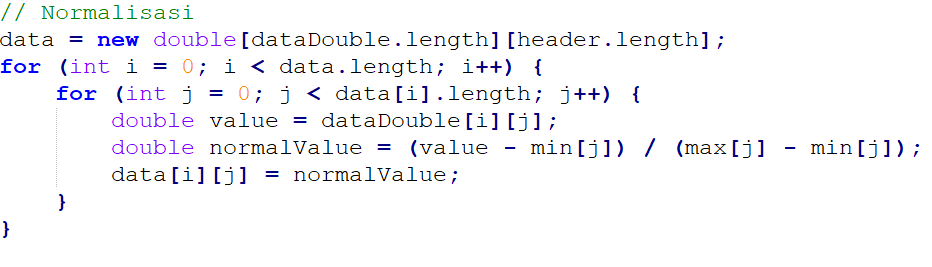 // Normalisasi
data = new double[dataDouble.length][header.length];
for (int i = 0; i < data.length; i++) {
    for (int j = 0; j < data[i].length; j++) {
        double value = dataDouble[i][j];
        double normalValue = (value - min[j]) / (max[j] - min[j]);
        data[i][j] = normalValue;
    }
}